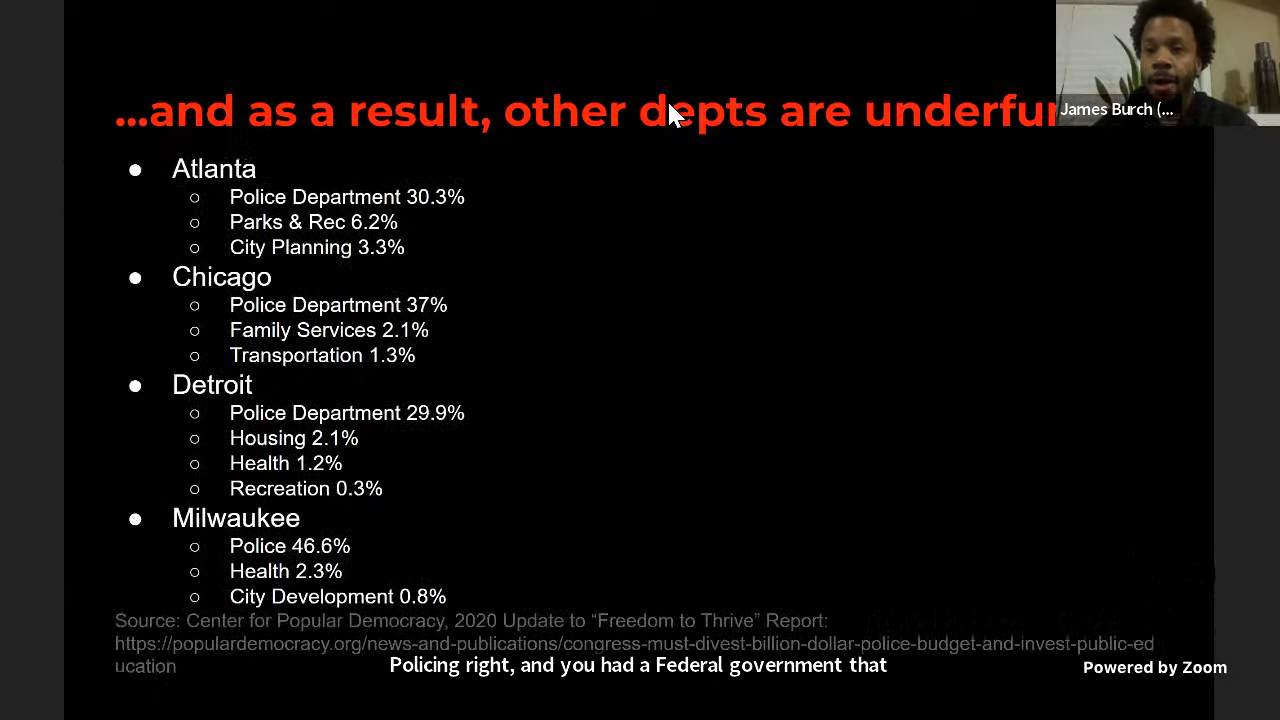 ...and as a result, other depts are underfun
James Burch (...
● Atlanta
○ Police Department 30.3%
○ Parks & Rec 6.2%
○ City Planning 3.3%
● Chicago
○ Police Department 37%
○ Family Services 2.1%
○ Transportation 1.3%
● Detroit
○ Police Department 29.9%
○ Housing 2.1%
○ Health 1.2%
○ Recreation 0.3%
● Milwaukee
○ Police 46.6%
○ Health 2.3%
○ City Development 0.8%
Source: Center for Popular Democracy, 2020 Update to “Freedom to Thrive” Report:
https://populardemocracy.org/news-and-publications/congress-must-divest-billion-dollar-police-budget-and-invest-public-ed
ucation
Policing right, and you had a Federal government that
Powered by Zoom